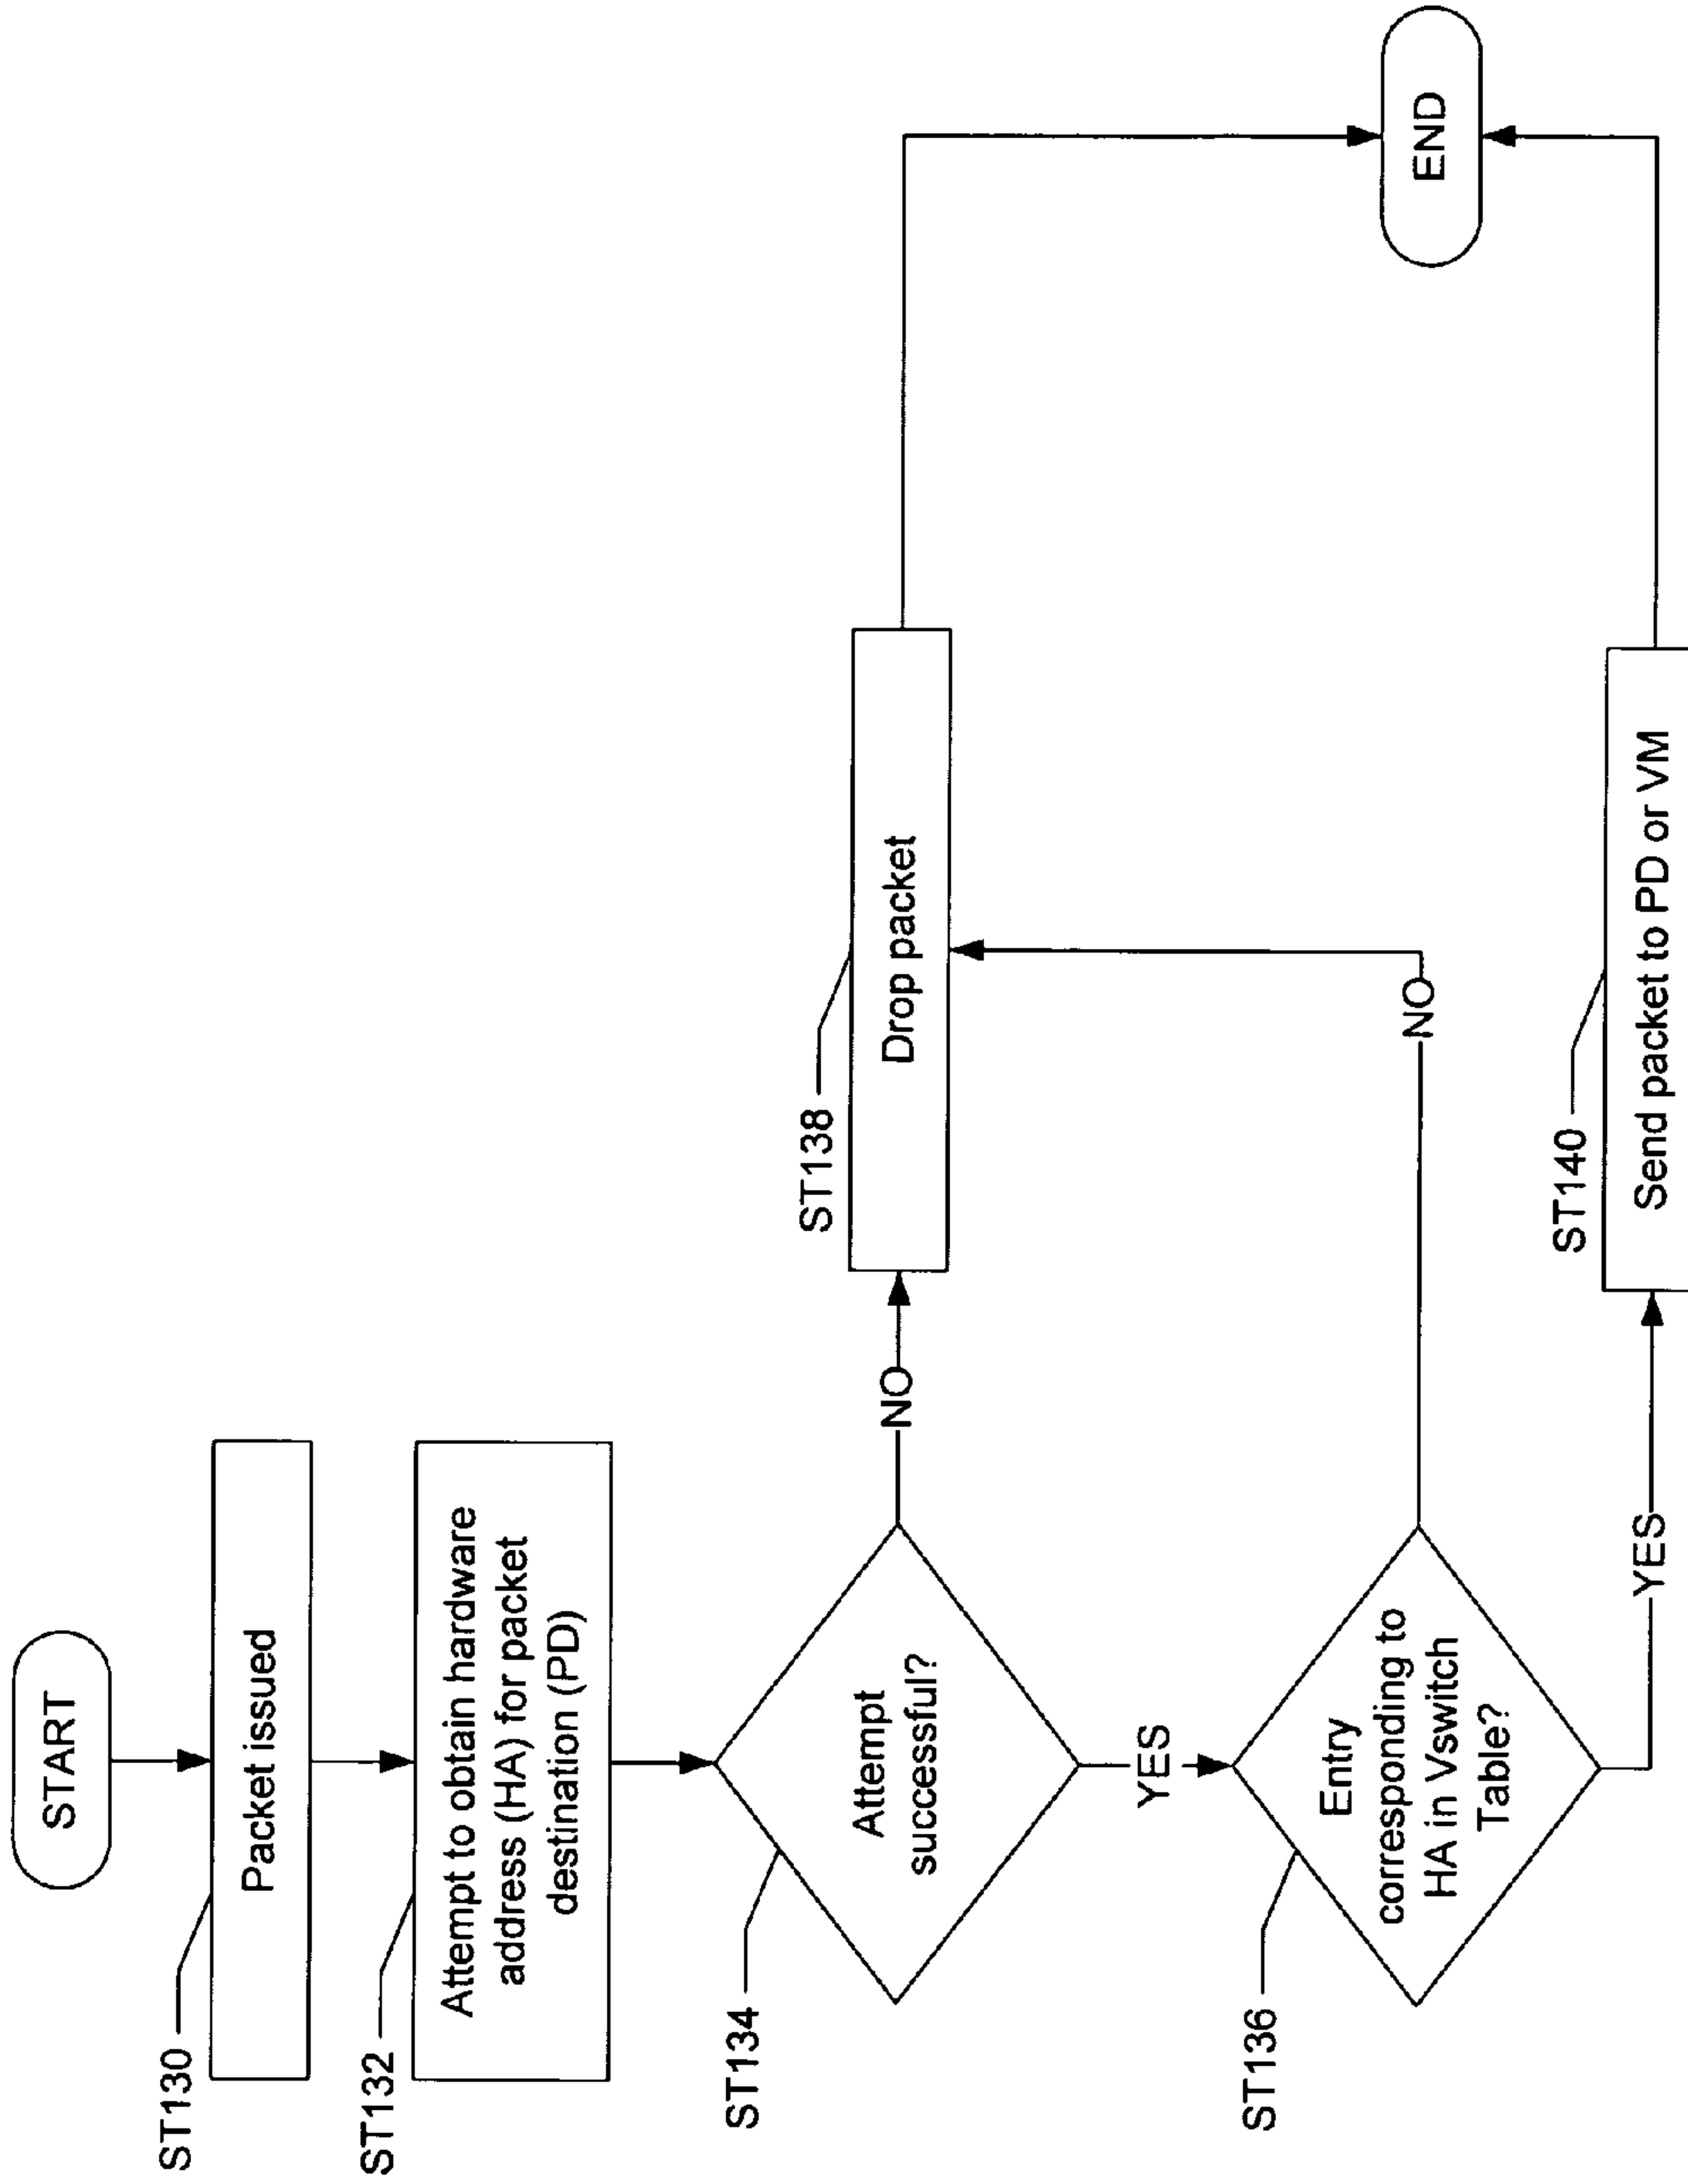 START
ST130
Packet issued
ST132
Attempt to obtain hardware
address (HA) for packet
destination (PD)
ST134
Attempt
successful?
NO
ST138
Drop packet
YES
ST136
Entry
corresponding to
HA in Vswitch
Table?
NO
YES
ST140
Send packet to PD or VM
END